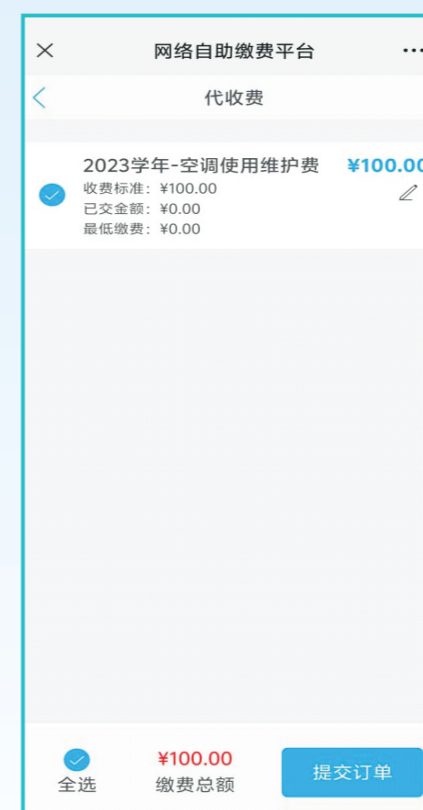 网络自助缴费平台
代收费
2023学年-空调使用维护费 ¥100.00
收费标准：¥100.00
已交金额：¥0.00
最低缴费：¥0.00
¥100.00
全选 缴费总额 提交订单